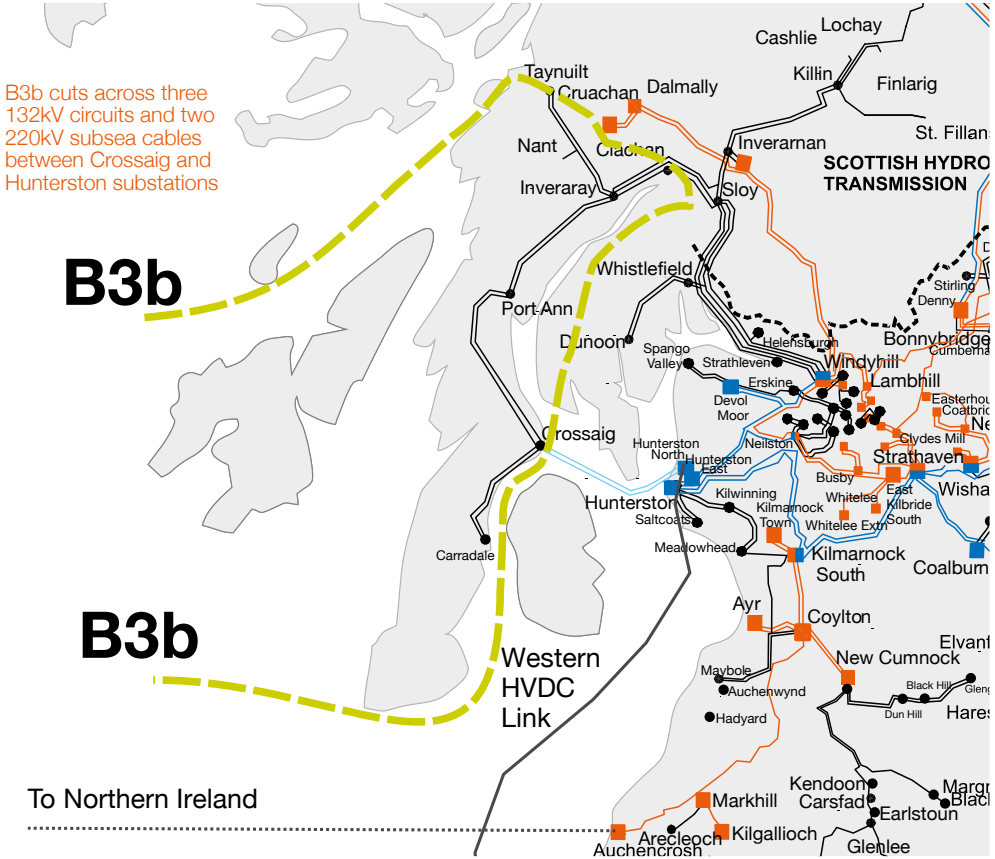 Lochay
Cashlie
Taynuilt
Killin
Cruachan
Dalmally
Finlarig
B3b cuts across three
132kV circuits and two
220kV subsea cables
between Crossaig and
Hunterston substations
St. Fillans
Nant
Clachan
Inverarnan
SCOTTISH HYDRO
TRANSMISSION
Inveraray
Sloy
B3b
Whistlefield
Stirling
Denny
Port-Ann
Dunoon
Helensburgh
Bonnybridge
Spango
Valley
Strathleven
Windyhill
Erskine
Lambhill
Devol
Moor
Crossaig
Neilston
Clydes Mill
Hunterston
North
Hunterston
East
Strathaven
Busby
Hunterston
Kilwinning
Whitelee
East
Kilbride
South
Wisha
Saltcoats
Kilmarnock
Town
Whitelee Extn
Carradale
Meadowhead
Kilmarnock
South
Coalburn
B3b
Ayr
Coylton
Western
HVDC
Link
New Cumnock
Elvanf
Maybole
Auchenwynd
Black Hill
Gleng
Dun Hill
Hares
Hadyard
To Northern Ireland
Kendoon
Carsfad
Markhill
Earlstoun
Arecleoch
Kilgallioch
Auchencrosh
Glenlee